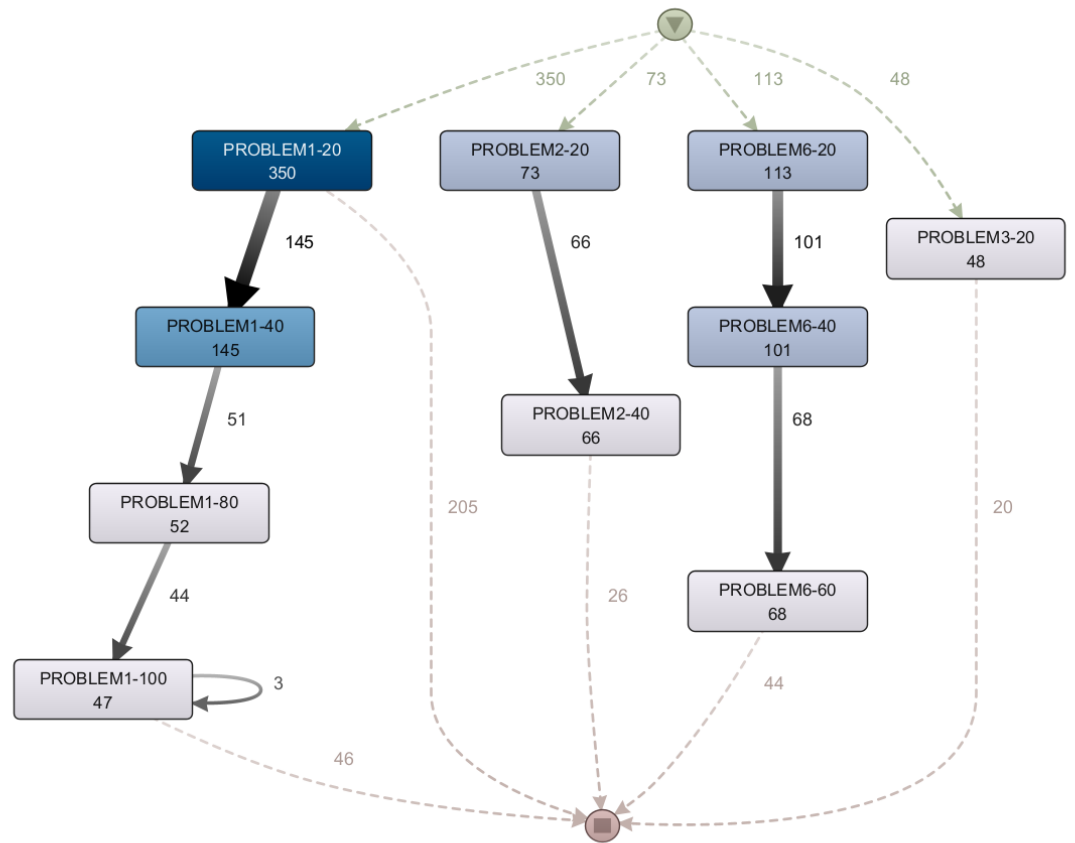 350
73
113
48
PROBLEM1-20
350
PROBLEM2-20
73
PROBLEM6-20
113
PROBLEM3-20
48
145
66
101
PROBLEM1-40
145
PROBLEM6-40
101
51
PROBLEM2-40
66
68
PROBLEM1-80
52
205
20
44
26
PROBLEM6-60
68
PROBLEM1-100
47
3
44
46